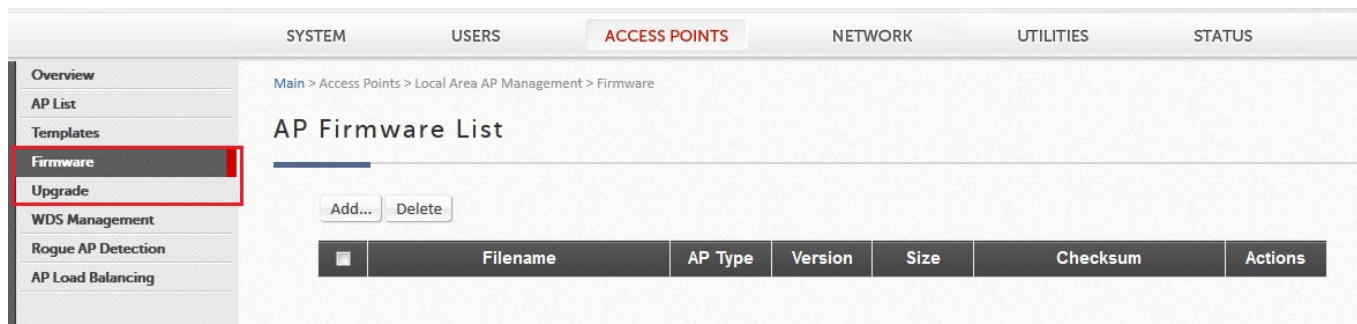 SYSTEM USERS ACCESS POINTS NETWORK UTILITIES STATUS
Overview
AP List
Templates
Firmware
Upgrade
WDS Management
Rogue AP Detection
AP Load Balancing
Main > Access Points > Local Area AP Management > Firmware
AP Firmware List
Add... Delete
Filename AP Type Version Size Checksum Actions